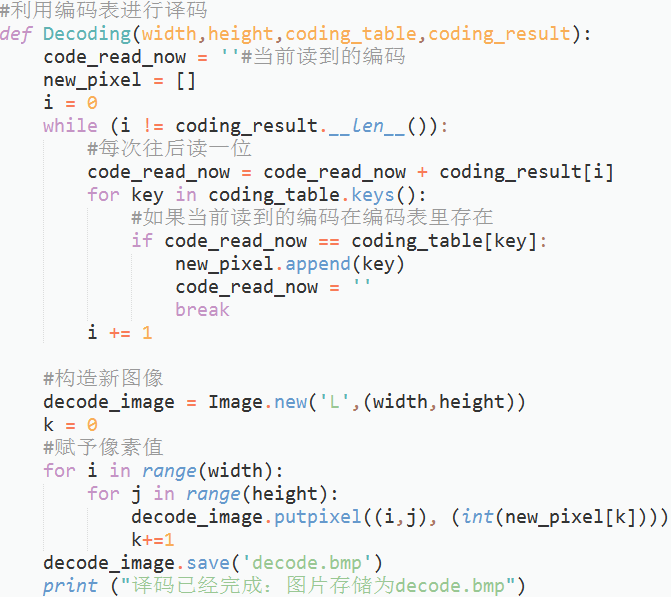 #利用编码表进行译码
def Decoding(width,height,coding_table,coding_result):
    code_read_now = ''#当前读到的编码
    new_pixel = []
    i = 0
    while (i != coding_result.__len__()):
        #每次往后读一位
        code_read_now = code_read_now + coding_result[i]
        for key in coding_table.keys():
            #如果当前读到的编码在编码表里存在
            if code_read_now == coding_table[key]:
                new_pixel.append(key)
                code_read_now = ''
                break
        i += 1

    #构造新图像
    decode_image = Image.new('L',(width,height))
    k = 0
    #赋予像素值
    for i in range(width):
        for j in range(height):
            decode_image.putpixel((i,j), (int(new_pixel[k])))
            k+=1
    decode_image.save('decode.bmp')
    print ("译码已经完成: 图片存储为decode.bmp")